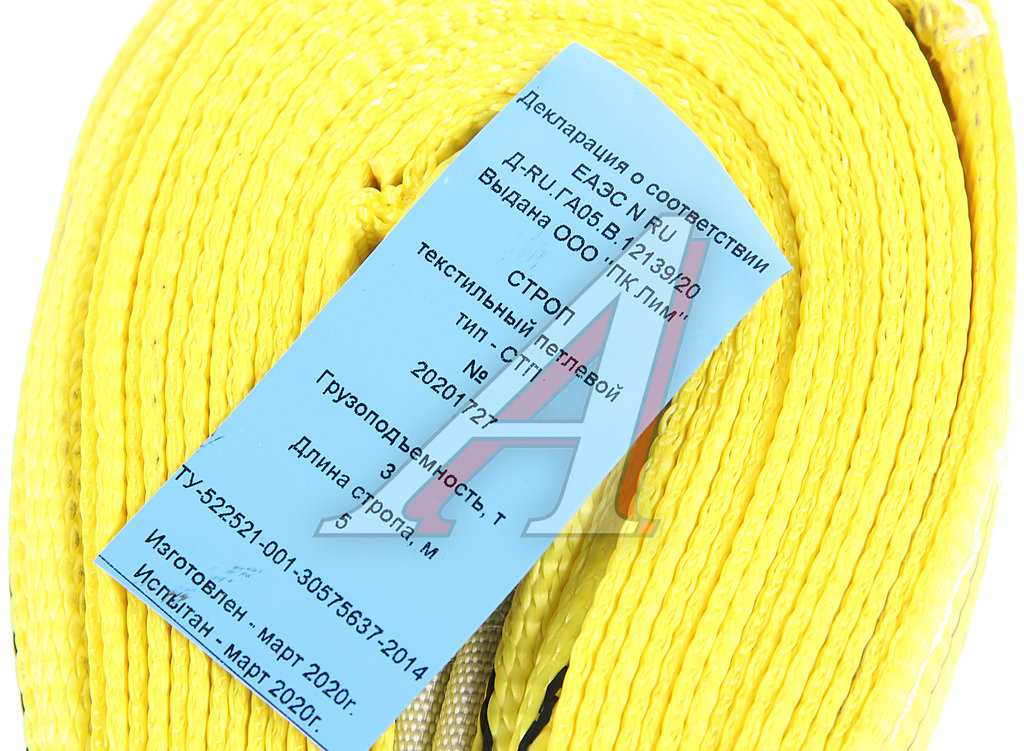 Декларация о соответствии
ЕАЭС N RU
Д-RU.ГА05.В.12139/20
Выдана ООО "ПК Лим"
СТРОП
текстильный петлевой
тип - СТП
№
20201727
Грузоподъемность, т
3
Длина стропа, м
5
ТУ-522521-001-30575637-2014
Изготовлен - март 2020г.
Испытан - март 2020г.